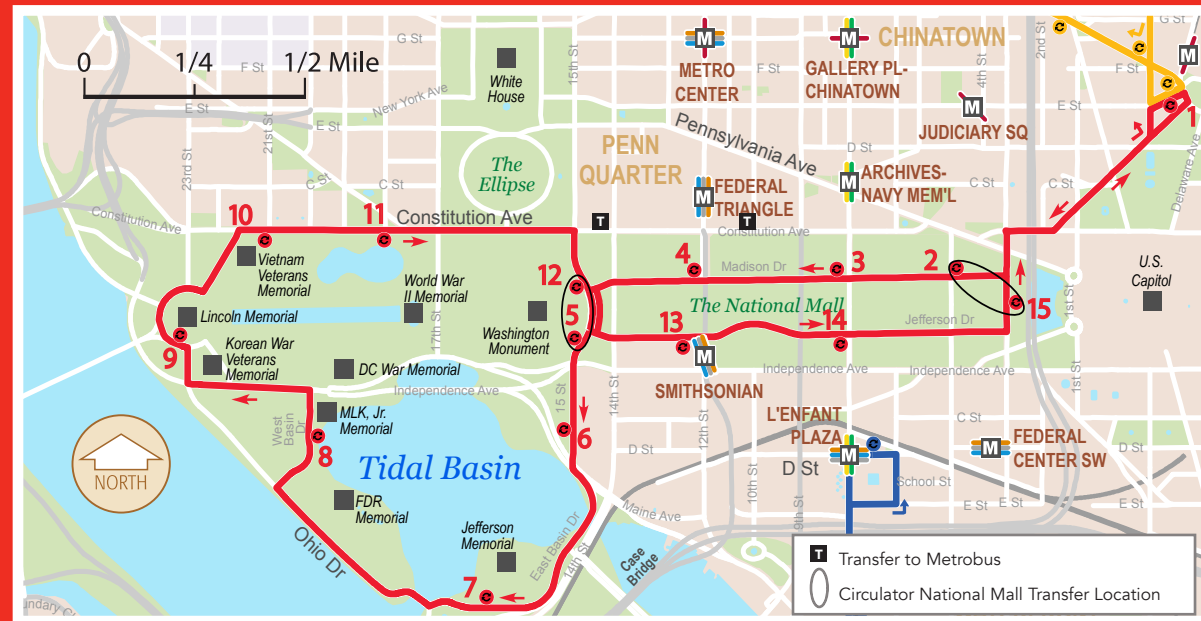 0 1/4 1/2 Mile
G St
G St
F St
F St
F St
F St
E St
E St
E St
New York Ave
21st St
23rd St
C St
C St
White
House
15th St
The
Ellipse
PENN
QUARTER
METRO
CENTER
GALLERY PL-
CHINATOWN
CHINATOWN
JUDICIARY SQ
4th St
2nd St
Pennsylvania Ave
D St
ARCHIVES-
NAVY MEM'L
C St
C St
FEDERAL
TRIANGLE
Delaware Ave
1
Constitution Ave
Constitution Ave
Constitution Ave
10
11
12
5
4
3
2
15
Madison Dr
The National Mall
Jefferson Dr
13
14
1st St
1st St
U.S.
Capitol
Vietnam
Veterans
Memorial
World War
II Memorial
Washington
Monument
Lincoln Memorial
17th St
9
Korean War
Veterans
Memorial
DC War Memorial
Independence Ave
Independence Ave
Independence Ave
SMITHSONIAN
14th St
15 St
12th St
6
MLK, Jr.
Memorial
West
Basin
Dr
8
Tidal Basin
NORTH
FDR
Memorial
Ohio Dr
Jefferson
Memorial
7
East Basin Dr
14th St
Maine Ave
Case
Bridge
D St
10th St
9th St
L'ENFANT
PLAZA
D St
School St
C St
FEDERAL
CENTER SW
D St
E St
E St
E St
T Transfer to Metrobus
Circulator National Mall Transfer Location